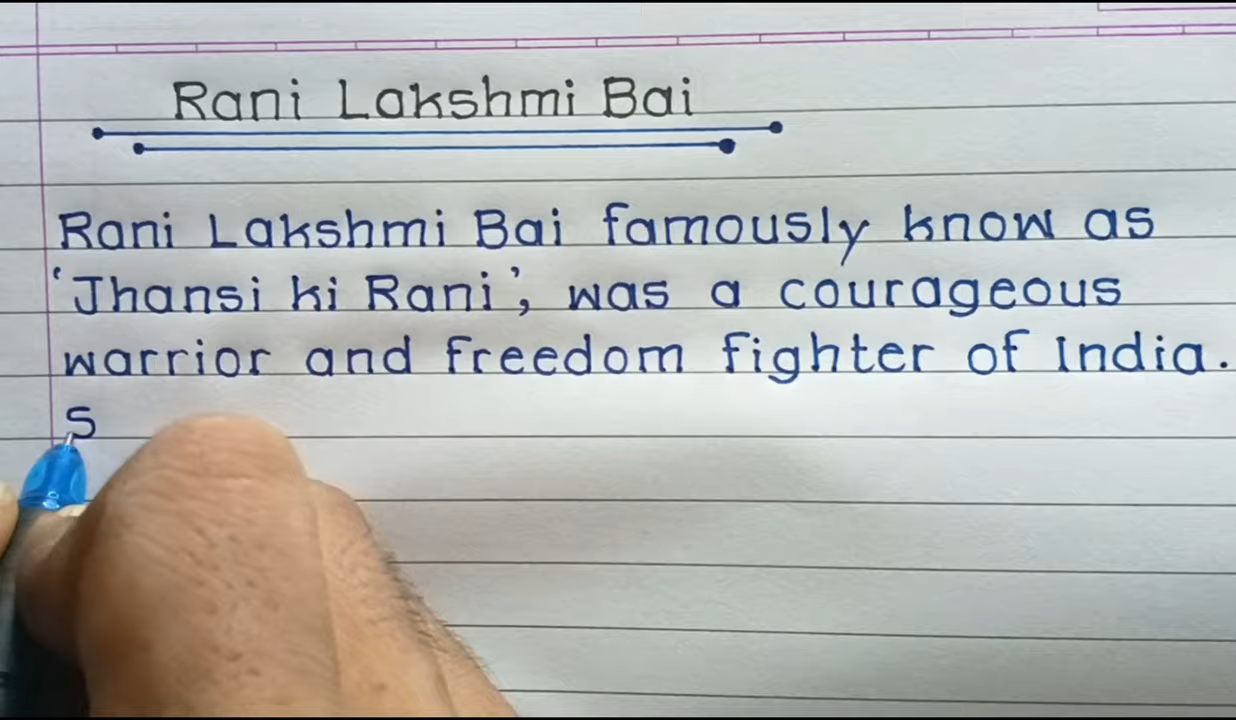 Rani Lakshmi Bai
Rani Lakshmi Bai famously know as
‘Jhansi ki Rani’, was a courageous
warrior and freedom fighter of India.
S